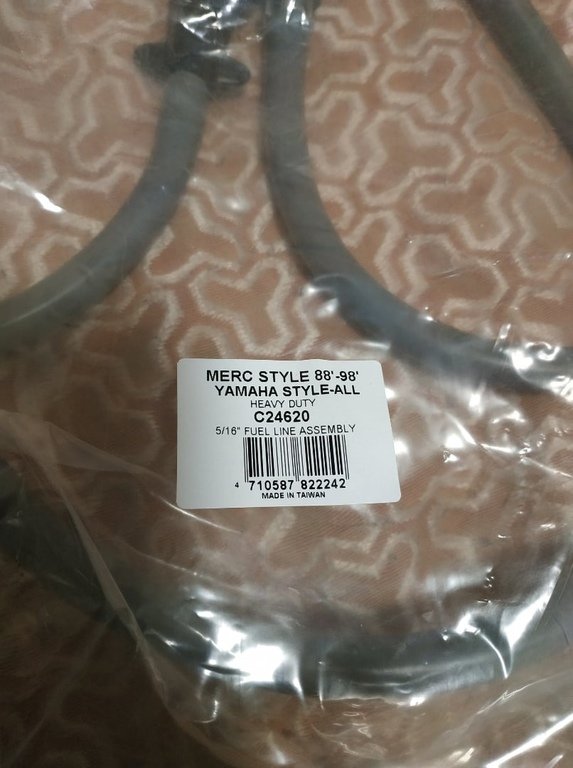 MERC STYLE 88'-98'
YAMAHA STYLE-ALL
HEAVY DUTY
C24620
5/16" FUEL LINE ASSEMBLY
4 710587 822242
MADE IN TAIWAN